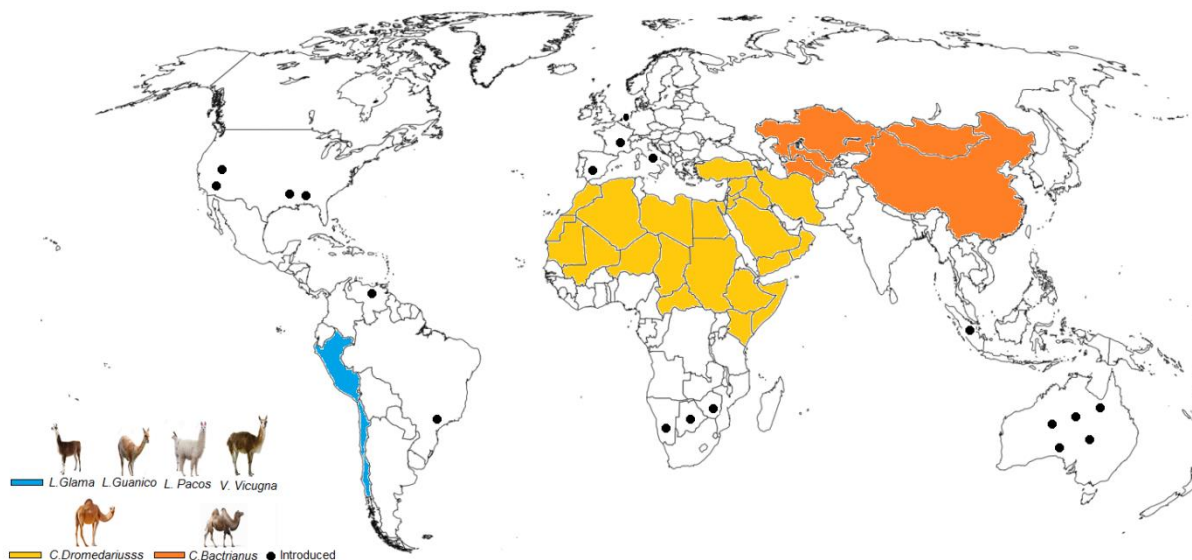 L.Glama L.Guanico L. Pacos V. Vicugna
C.Dromedariusss C.Bactrianus Introduced